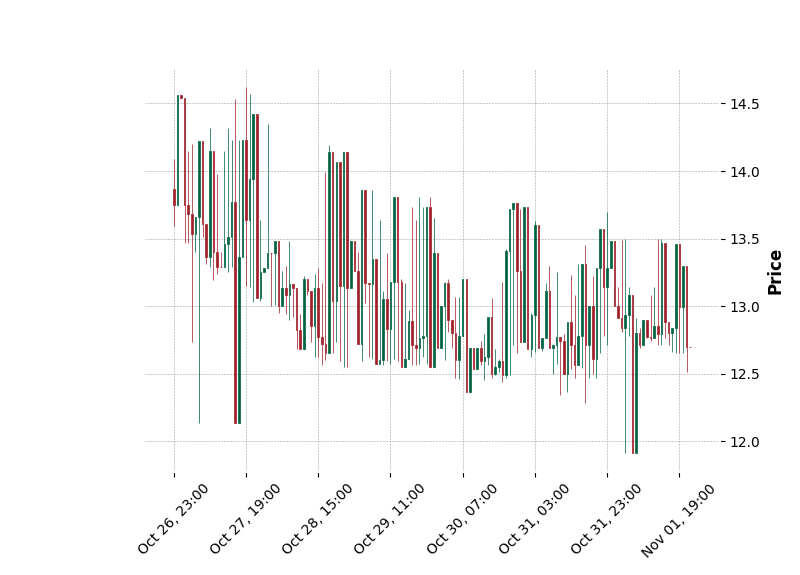 14.5
14.0
13.5
13.0
12.5
12.0
Price
Oct 26, 23:00
Oct 27, 19:00
Oct 28, 15:00
Oct 29, 11:00
Oct 30, 07:00
Oct 31, 03:00
Oct 31, 23:00
Nov 01, 19:00